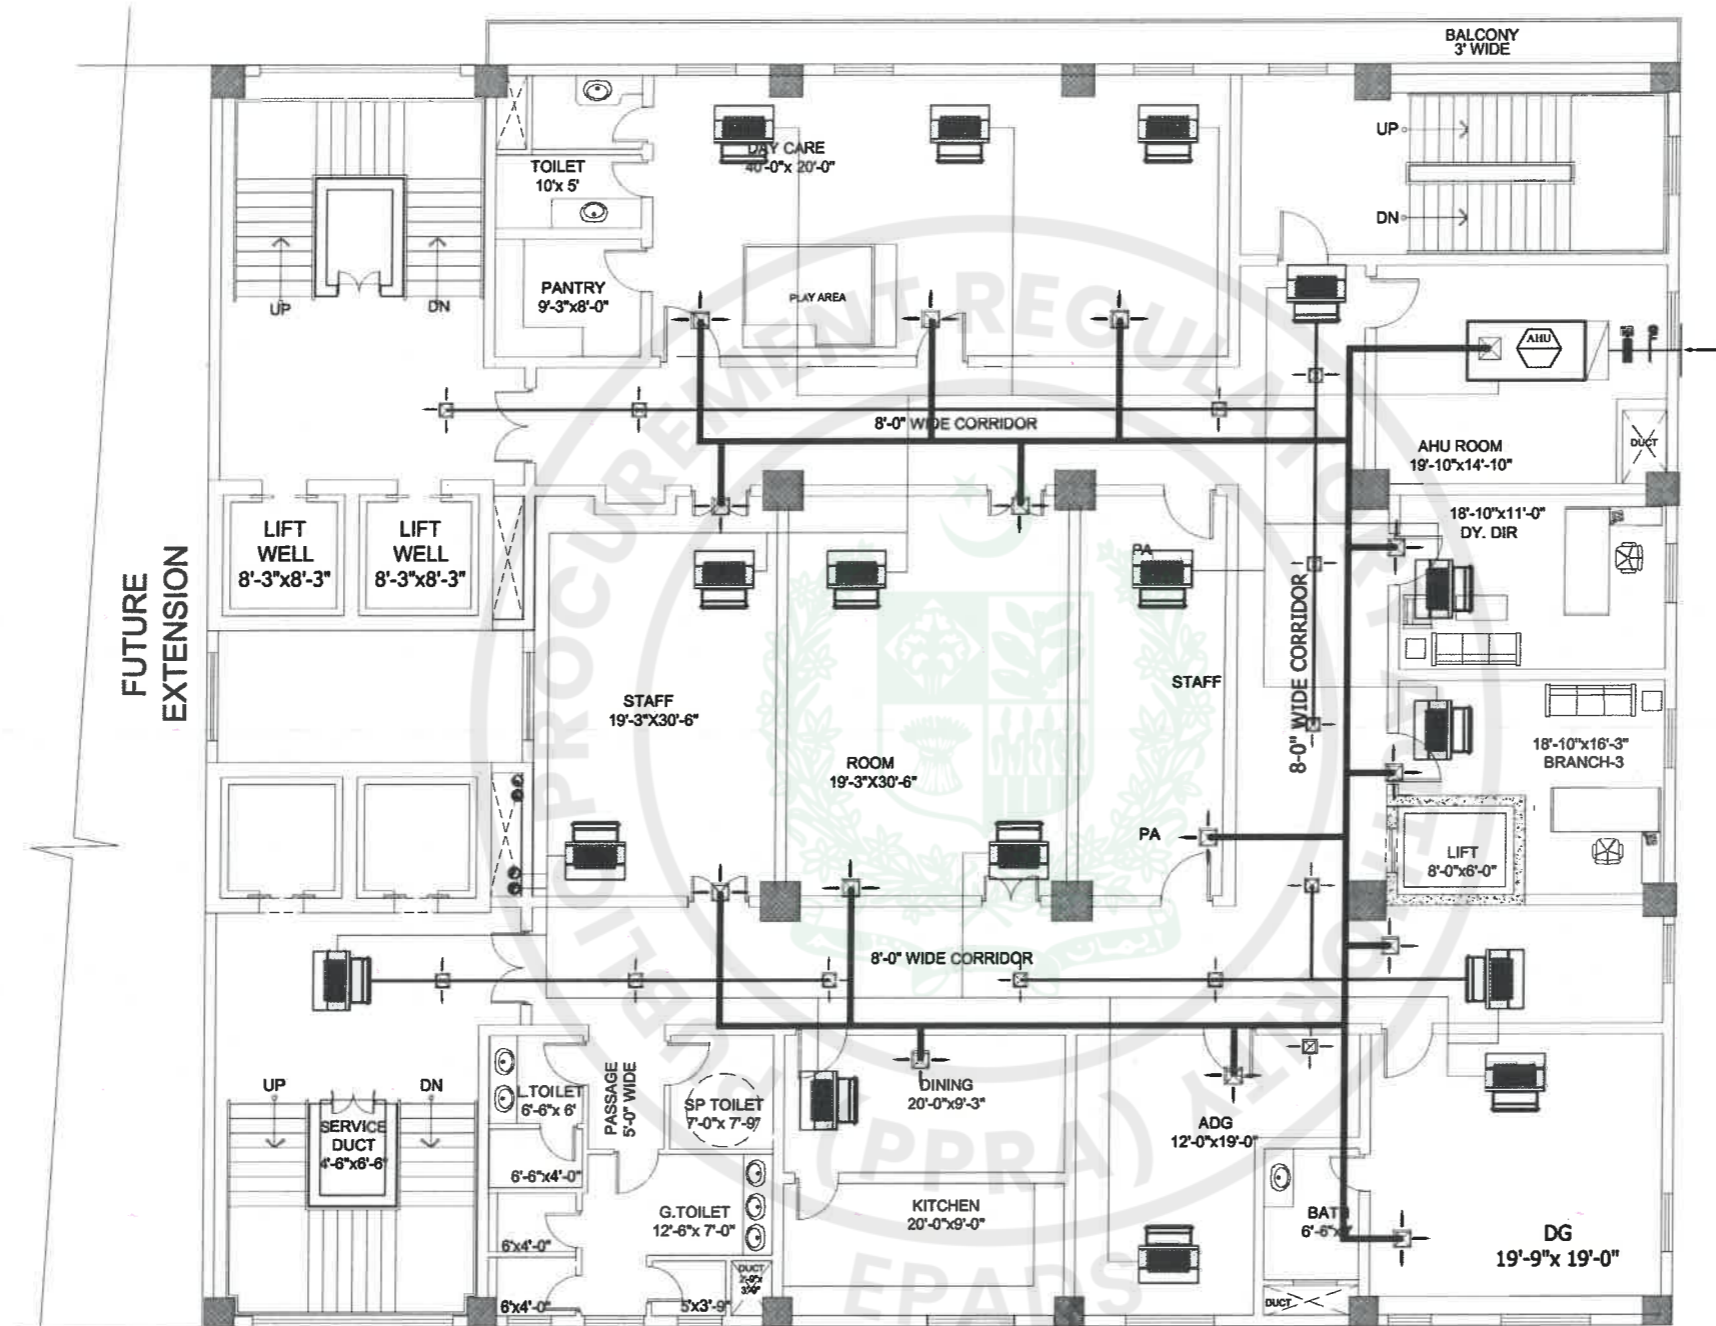 BALCONY
3' WIDE
UP
DN
DAY CARE
40'-0"x 20'-0"
TOILET
10'x 5'
PANTRY
9'-3"x8'-0"
PLAY AREA
UP
DN
AHU
8'-0" WIDE CORRIDOR
AHU ROOM
19'-10"x14'-10"
DUCT
18'-10"x11'-0"
DY. DIR
LIFT
WELL
8'-3"x8'-3"
LIFT
WELL
8'-3"x8'-3"
FUTURE
EXTENSION
PA
8-0" WIDE CORRIDOR
STAFF
19'-3"X30'-6"
STAFF
ROOM
19'-3"X30'-6"
18'-10"x16'-3"
BRANCH-3
PA
LIFT
8'-0"x6'-0"
8'-0" WIDE CORRIDOR
UP
DN
SERVICE
DUCT
4'-6"x6'-6"
L.TOILET
6'-6"x 6'
PASSAGE
5'-0" WIDE
SP TOILET
7'-0"x 7'-9"
DINING
20'-0"x9'-3"
ADG
12'-0"x19'-0"
6'-6"x4'-0"
G.TOILET
12'-6"x 7'-0"
KITCHEN
20'-0"x9'-0"
BATH
DG
19'-9"x 19'-0"
6'x4'-0"
6'x4'-0"
5'x3'-9"
DUCT
DUCT
PUBLIC PROCUREMENT REGULATORY AUTHORITY
(PPRA)
EPADS